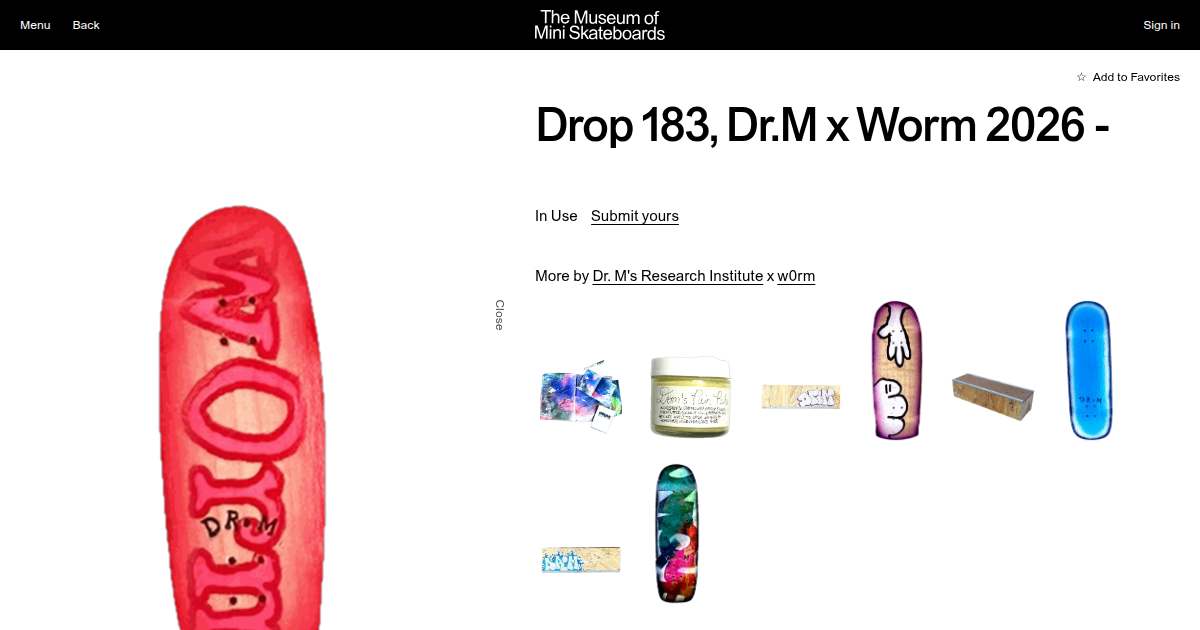 Menu
Back
The Museum of
Mini Skateboards
Sign in
☆ Add to Favorites
Drop 183, Dr.M x Worm 2026 -
In Use
Submit yours
More by Dr. M's Research Institute x w0rm
Close
DR.M
DR.M